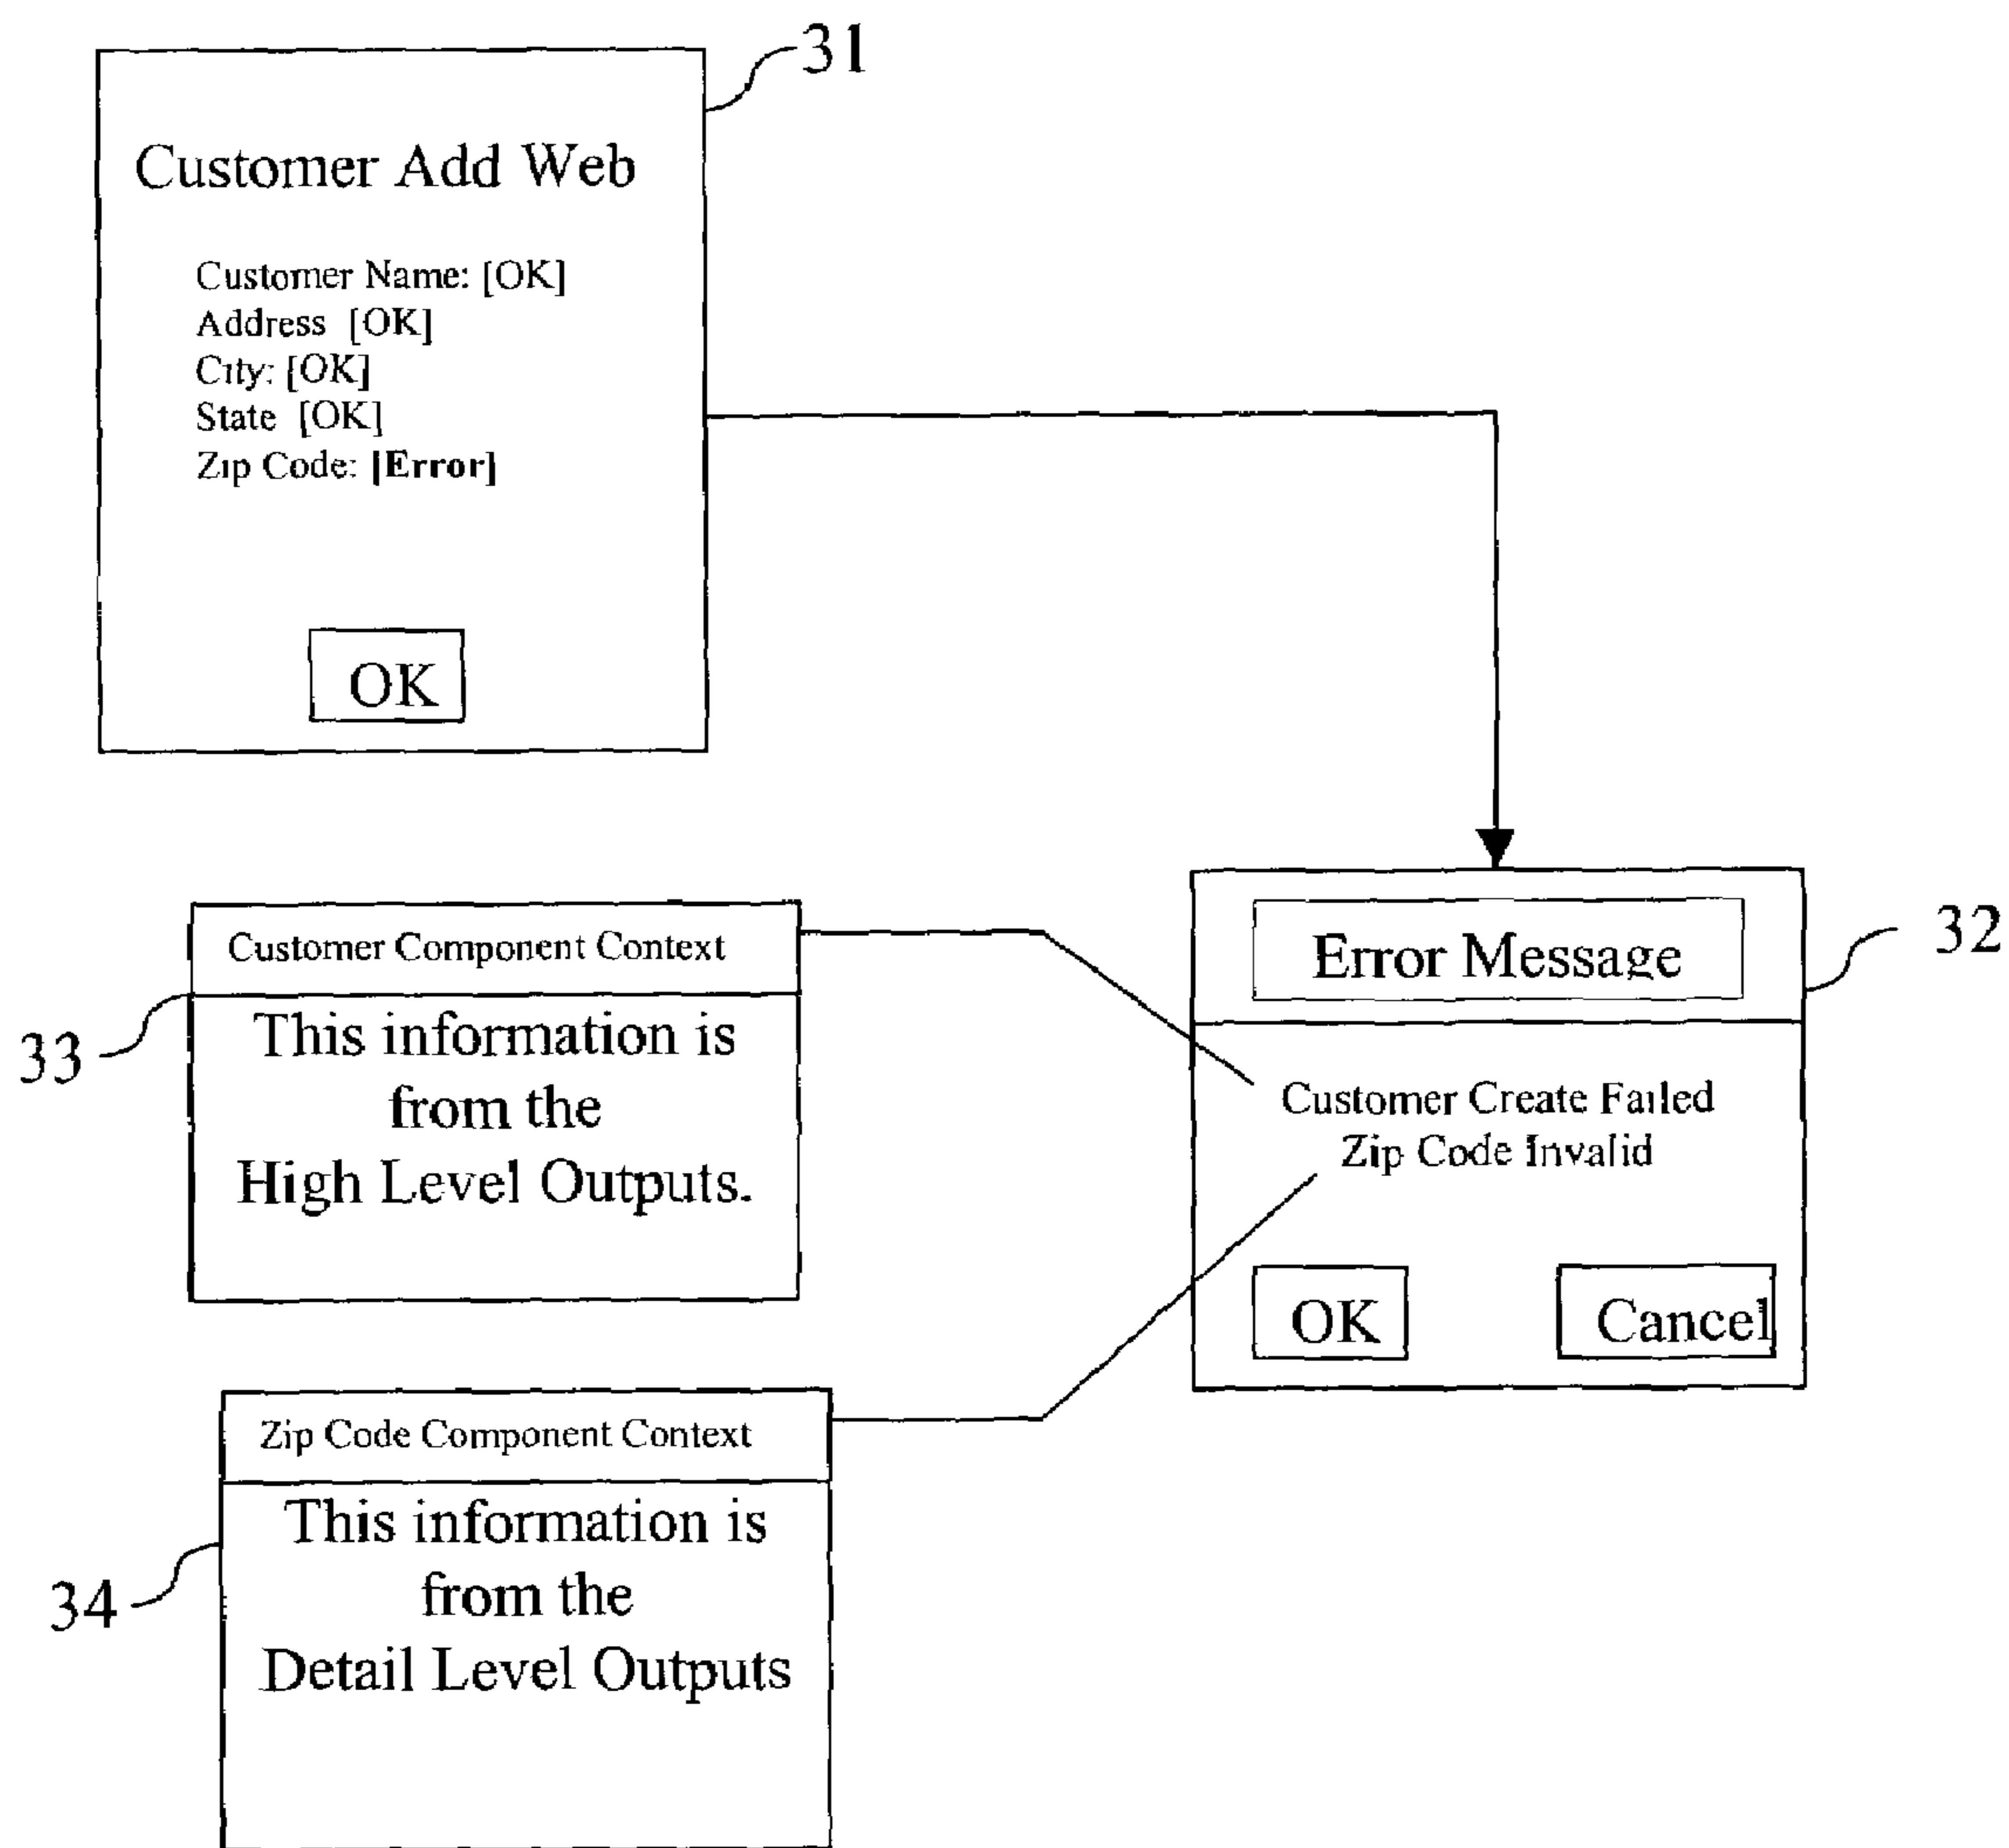 31
Customer Add Web
Customer Name: [OK]
Address [OK]
City: [OK]
State [OK]
Zip Code: [Error]
OK
32
Error Message
Customer Create Failed
Zip Code Invalid
OK
Cancel
33
Customer Component Context
This information is
from the
High Level Outputs.
34
Zip Code Component Context
This information is
from the
Detail Level Outputs